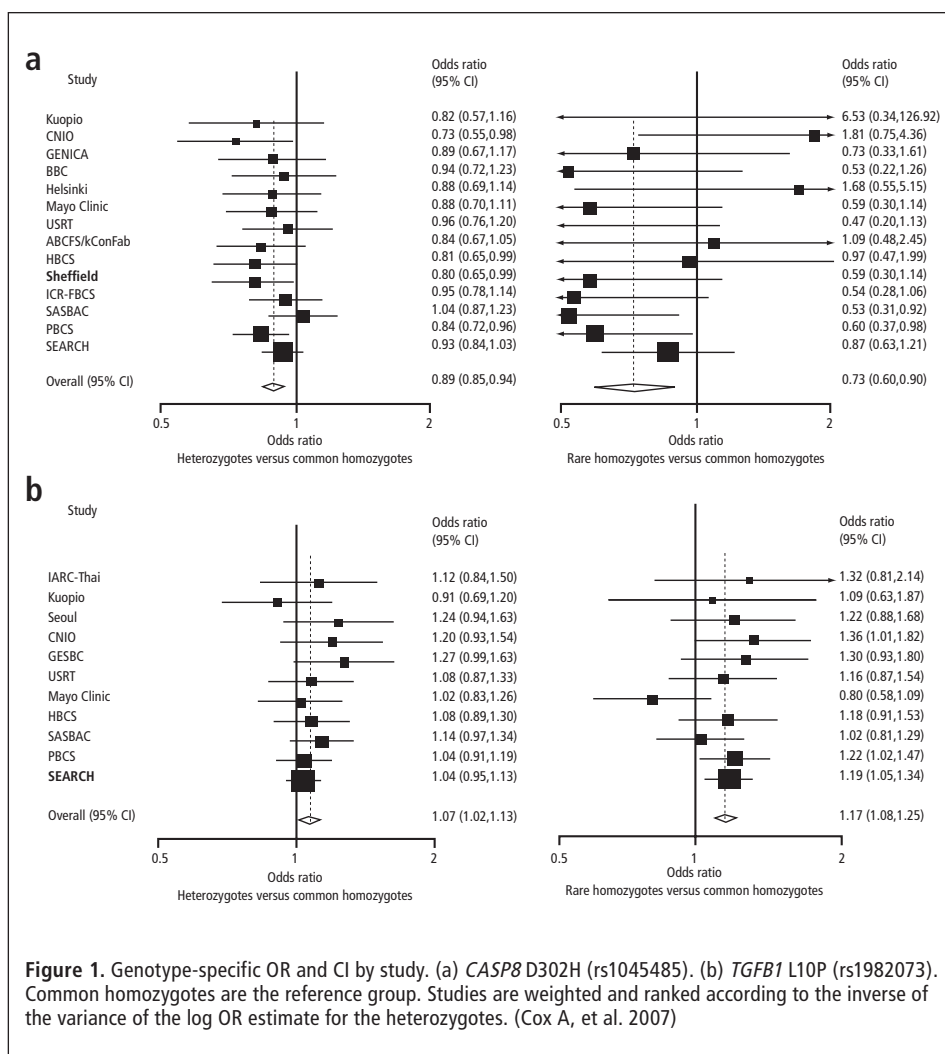 a
Study
Odds ratio
(95% CI)
Odds ratio
(95% CI)
Kuopio 0.82 (0.57,1.16) 6.53 (0.34,126.92)
CNIO 0.73 (0.55,0.98) 1.81 (0.75,4.36)
GENICA 0.89 (0.67,1.17) 0.73 (0.33,1.61)
BBC 0.94 (0.72,1.23) 0.53 (0.22,1.26)
Helsinki 0.88 (0.69,1.14) 1.68 (0.55,5.15)
Mayo Clinic 0.88 (0.70,1.11) 0.59 (0.30,1.14)
USRT 0.96 (0.76,1.20) 0.47 (0.20,1.13)
ABCFS/kConFab 0.84 (0.67,1.05) 1.09 (0.48,2.45)
HBCS 0.81 (0.65,0.99) 0.97 (0.47,1.99)
Sheffield 0.80 (0.65,0.99) 0.59 (0.30,1.14)
ICR-FBCS 0.95 (0.78,1.14) 0.54 (0.28,1.06)
SASBAC 1.04 (0.87,1.23) 0.53 (0.31,0.92)
PBCS 0.84 (0.72,0.96) 0.60 (0.37,0.98)
SEARCH 0.93 (0.84,1.03) 0.87 (0.63,1.21)
Overall (95% CI) 0.89 (0.85,0.94) 0.73 (0.60,0.90)
0.5 1 2 0.5 1 2
Odds ratio Odds ratio
Heterozygotes versus common homozygotes Rare homozygotes versus common homozygotes
b
Study
Odds ratio
(95% CI)
Odds ratio
(95% CI)
IARC-Thai 1.12 (0.84,1.50) 1.32 (0.81,2.14)
Kuopio 0.91 (0.69,1.20) 1.09 (0.63,1.87)
Seoul 1.24 (0.94,1.63) 1.22 (0.88,1.68)
CNIO 1.20 (0.93,1.54) 1.36 (1.01,1.82)
GESBC 1.27 (0.99,1.63) 1.30 (0.93,1.80)
USRT 1.08 (0.87,1.33) 1.16 (0.87,1.54)
Mayo Clinic 1.02 (0.83,1.26) 0.80 (0.58,1.09)
HBCS 1.08 (0.89,1.30) 1.18 (0.91,1.53)
SASBAC 1.14 (0.97,1.34) 1.02 (0.81,1.29)
PBCS 1.04 (0.91,1.19) 1.22 (1.02,1.47)
SEARCH 1.04 (0.95,1.13) 1.19 (1.05,1.34)
Overall (95% CI) 1.07 (1.02,1.13) 1.17 (1.08,1.25)
0.5 1 2 0.5 1 2
Odds ratio Odds ratio
Heterozygotes versus common homozygotes Rare homozygotes versus common homozygotes
Figure 1. Genotype-specific OR and CI by study. (a) CASP8 D302H (rs1045485). (b) TGFB1 L10P (rs1982073).
Common homozygotes are the reference group. Studies are weighted and ranked according to the inverse of
the variance of the log OR estimate for the heterozygotes. (Cox A, et al. 2007)